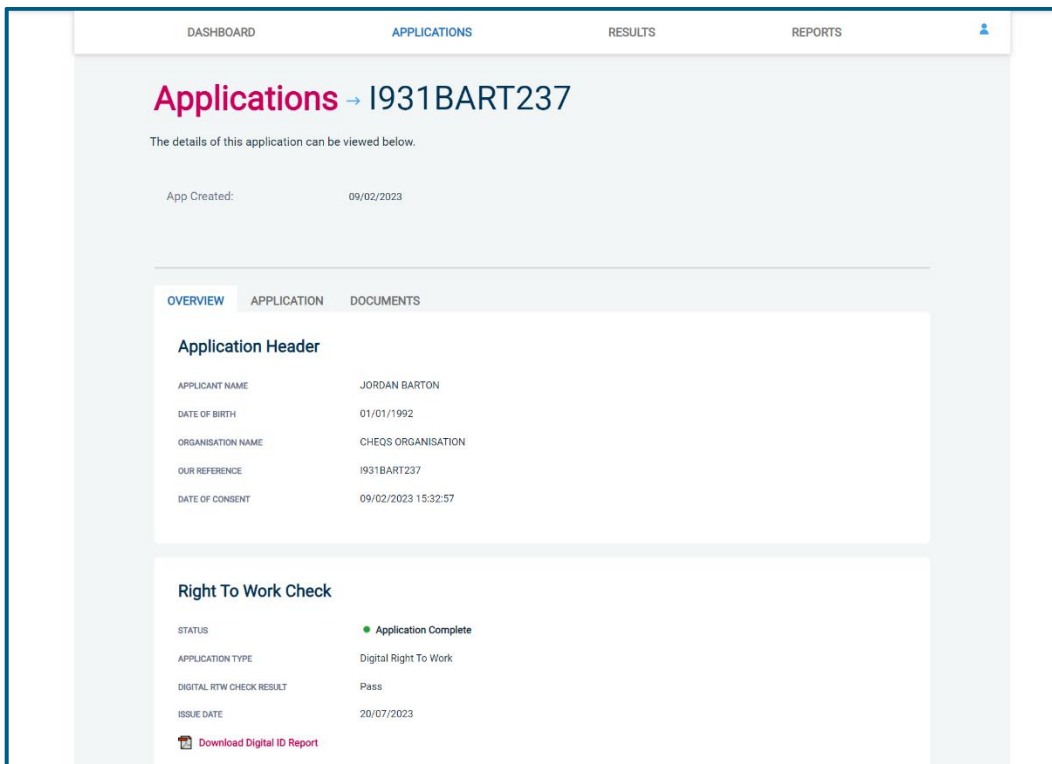 DASHBOARD APPLICATIONS RESULTS REPORTS
Applications → I931BART237
The details of this application can be viewed below.
App Created: 09/02/2023
OVERVIEW APPLICATION DOCUMENTS
Application Header
APPLICANT NAME JORDAN BARTON
DATE OF BIRTH 01/01/1992
ORGANISATION NAME CHEQS ORGANISATION
OUR REFERENCE I931BART237
DATE OF CONSENT 09/02/2023 15:32:57
Right To Work Check
STATUS Application Complete
APPLICATION TYPE Digital Right To Work
DIGITAL RTW CHECK RESULT Pass
ISSUE DATE 20/07/2023
Download Digital ID Report